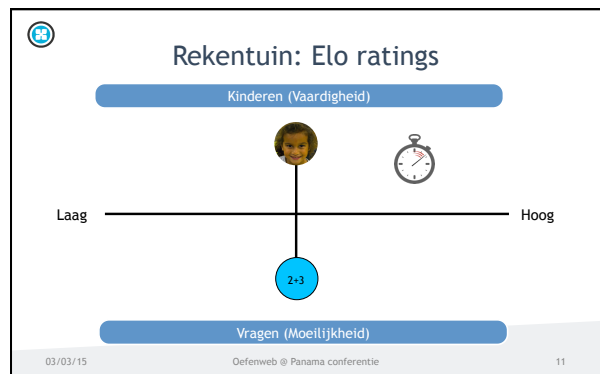 Rekentuin: Elo ratings
Kinderen (Vaardigheid)
Laag
Hoog
2+3
Vragen (Moeilijkheid)
03/03/15
Oefenweb @ Panama conferentie
11